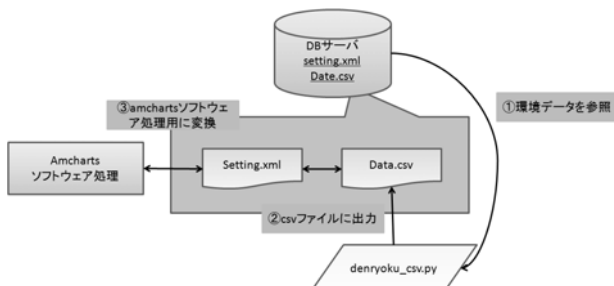 DBサーバ
setting.xml
Date.csv
①環境データを参照
③amchartsソフトウェ
ア処理用に変換
Amcharts
ソフトウェア処理
Setting.xml
Data.csv
②csvファイルに出力
denryoku_csv.py